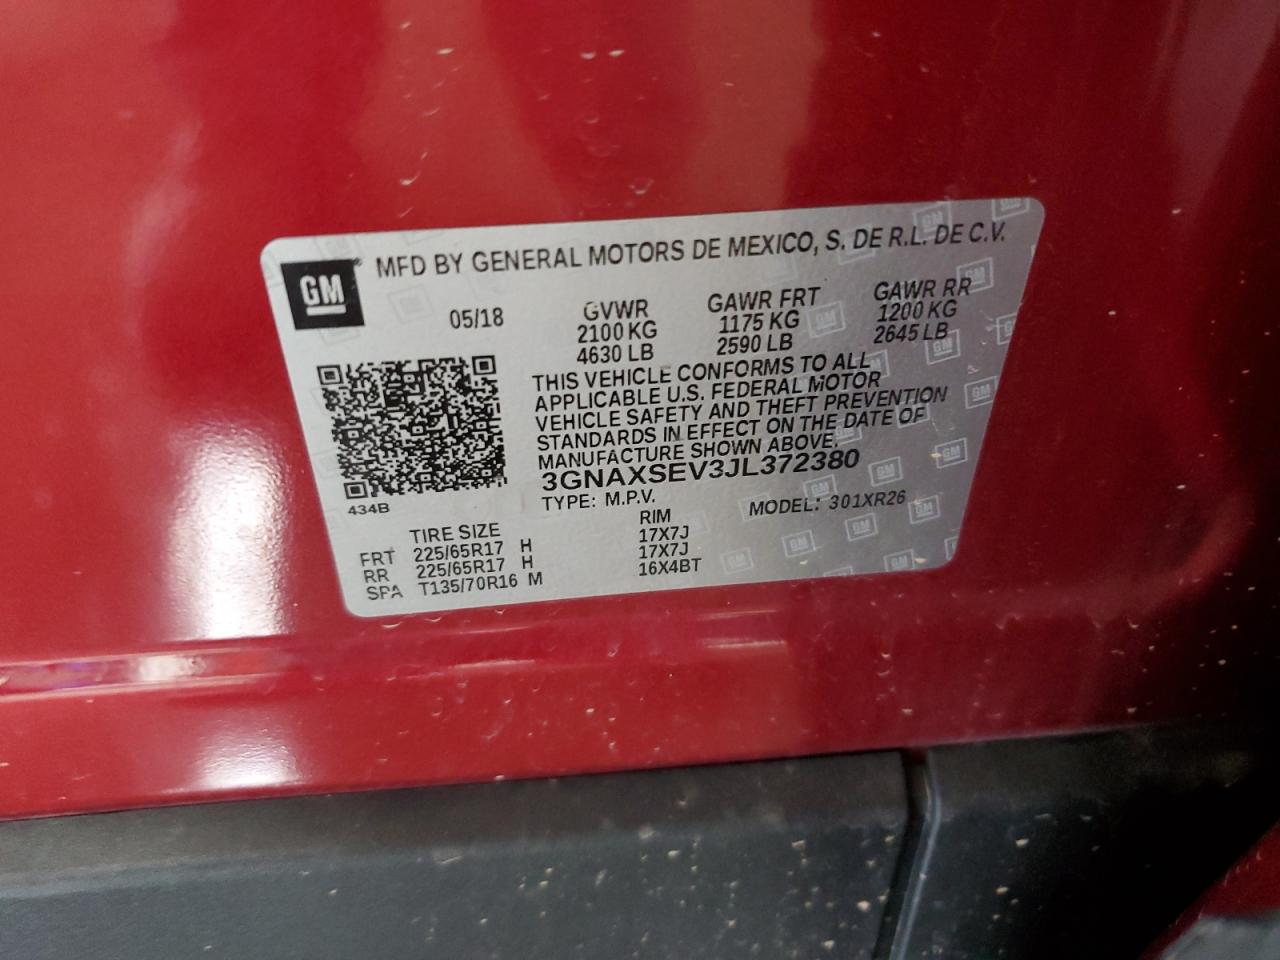 GM
MFD BY GENERAL MOTORS DE MEXICO, S. DE R.L. DE C.V.
05/18
GVWR
2100 KG
4630 LB
GAWR FRT
1175 KG
2590 LB
GAWR RR
1200 KG
2645 LB
THIS VEHICLE CONFORMS TO ALL
APPLICABLE U.S. FEDERAL MOTOR
VEHICLE SAFETY AND THEFT PREVENTION
STANDARDS IN EFFECT ON THE DATE OF
MANUFACTURE SHOWN ABOVE.
3GNAXSEV3JL372380
TYPE: M.P.V.
MODEL: 301XR26
434B
TIRE SIZE
RIM
FRT 225/65R17 H 17X7J
RR 225/65R17 H 17X7J
SPA T135/70R16 M 16X4BT